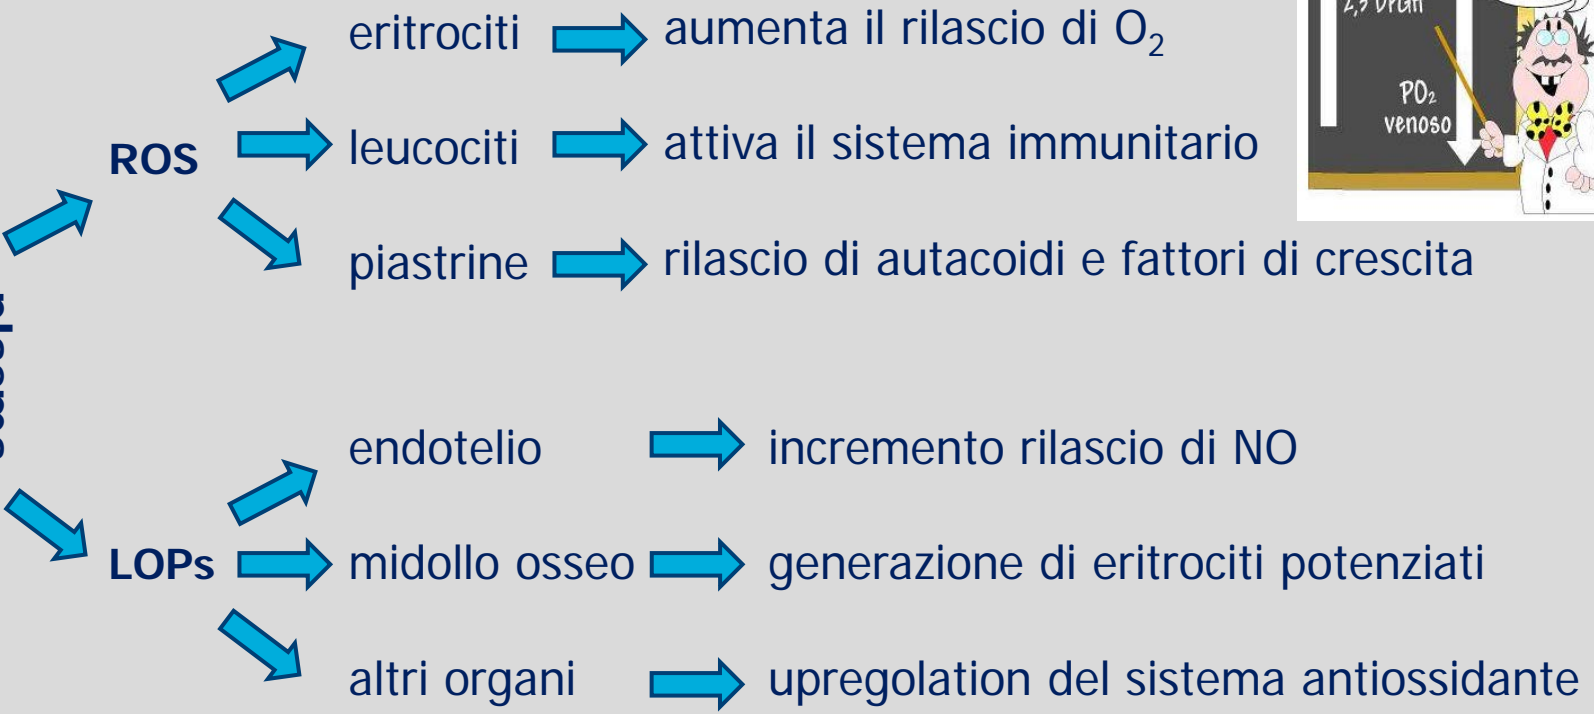 eritrociti aumenta il rilascio di O₂
ROS leucociti attiva il sistema immunitario
piastrine rilascio di autacoidi e fattori di crescita
endotelio incremento rilascio di NO
LOPs midollo osseo generazione di eritrociti potenziati
altri organi upregolation del sistema antiossidante
PO₂
venoso